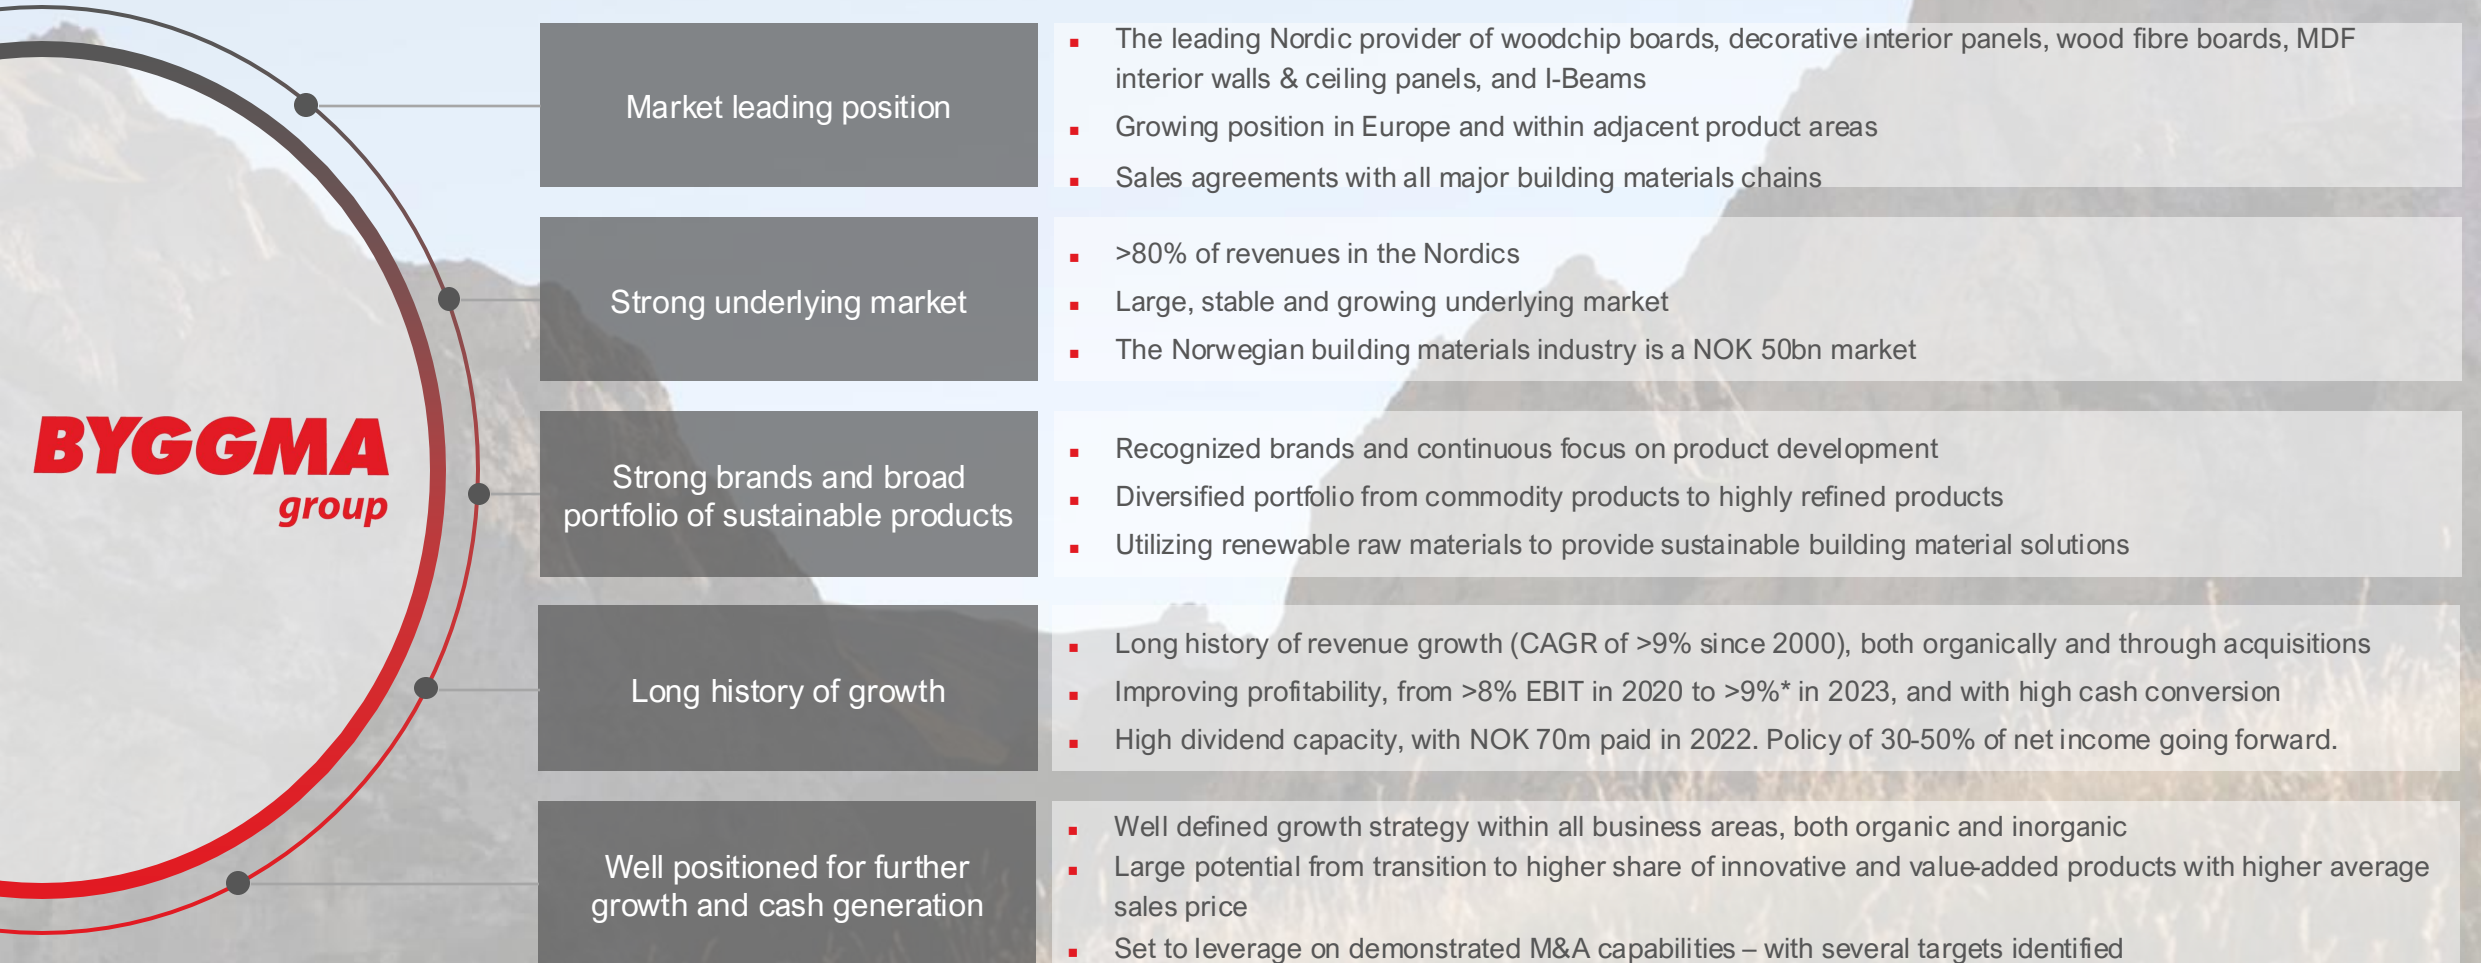 BYGGMA
group
Market leading position
The leading Nordic provider of woodchip boards, decorative interior panels, wood fibre boards, MDF
interior walls & ceiling panels, and I-Beams
Growing position in Europe and within adjacent product areas
Sales agreements with all major building materials chains
Strong underlying market
>80% of revenues in the Nordics
Large, stable and growing underlying market
The Norwegian building materials industry is a NOK 50bn market
Strong brands and broad
portfolio of sustainable products
Recognized brands and continuous focus on product development
Diversified portfolio from commodity products to highly refined products
Utilizing renewable raw materials to provide sustainable building material solutions
Long history of growth
Long history of revenue growth (CAGR of >9% since 2000), both organically and through acquisitions
Improving profitability, from >8% EBIT in 2020 to >9%* in 2023, and with high cash conversion
High dividend capacity, with NOK 70m paid in 2022. Policy of 30-50% of net income going forward.
Well positioned for further
growth and cash generation
Well defined growth strategy within all business areas, both organic and inorganic
Large potential from transition to higher share of innovative and value-added products with higher average
sales price
Set to leverage on demonstrated M&A capabilities – with several targets identified